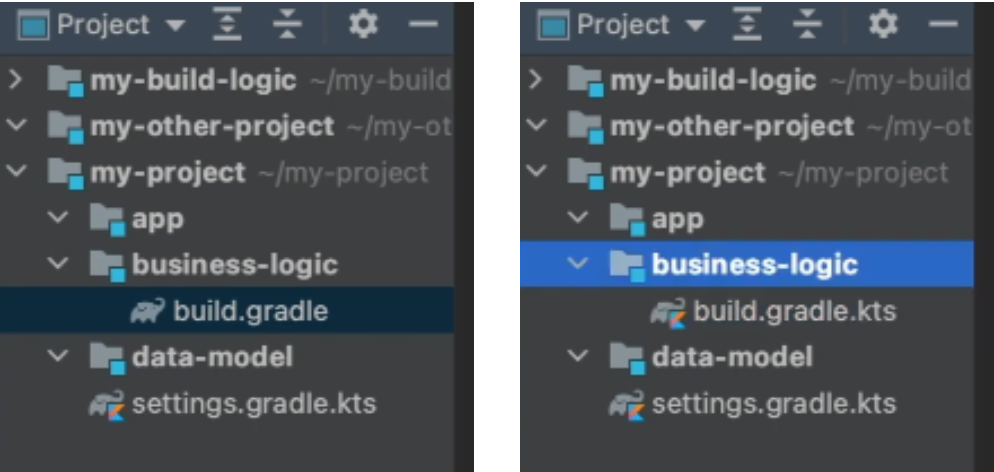 Project
my-build-logic ~/my-build
my-other-project ~/my-ot
my-project ~/my-project
app
business-logic
build.gradle
data-model
settings.gradle.kts
Project
my-build-logic ~/my-build
my-other-project ~/my-ot
my-project ~/my-project
app
business-logic
build.gradle.kts
data-model
settings.gradle.kts